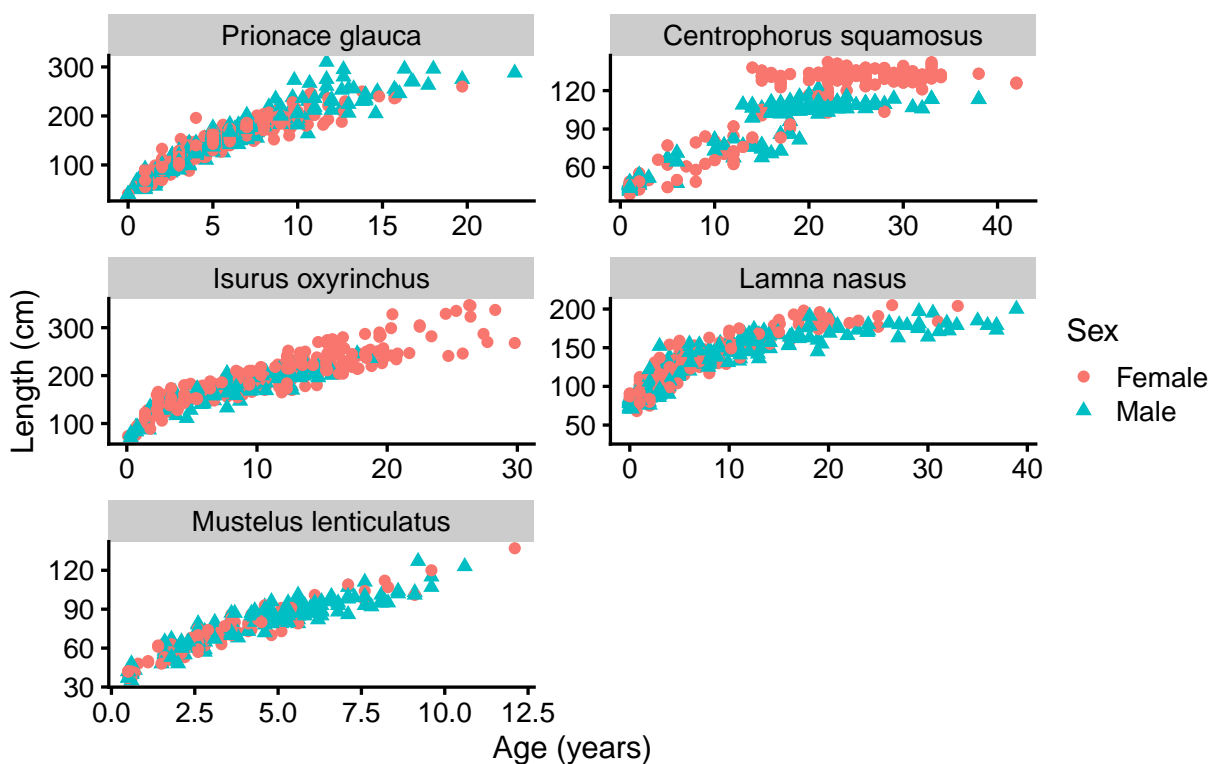 Prionace glauca
300
200
100
0 5 10 15 20
Centrophorus squamosus
120
90
60
0 10 20 30 40
Isurus oxyrinchus
300
200
100
0 10 20 30
Lamna nasus
200
150
100
50
0 10 20 30 40
Mustelus lenticulatus
120
90
60
30
0.0 2.5 5.0 7.5 10.0 12.5
Length (cm)
Age (years)
Sex
Female
Male